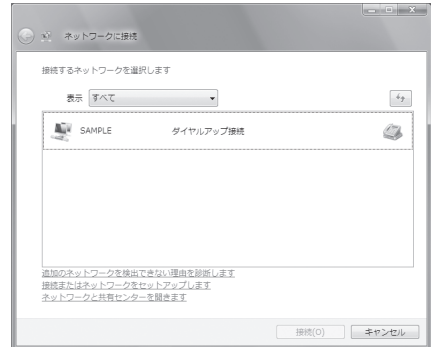 ネットワークに接続
接続するネットワークを選択します
表示 すべて
SAMPLE ダイヤルアップ接続
追加のネットワークを検出できない理由を診断します
接続またはネットワークをセットアップします
ネットワークと共有センターを開きます
接続(O) キャンセル